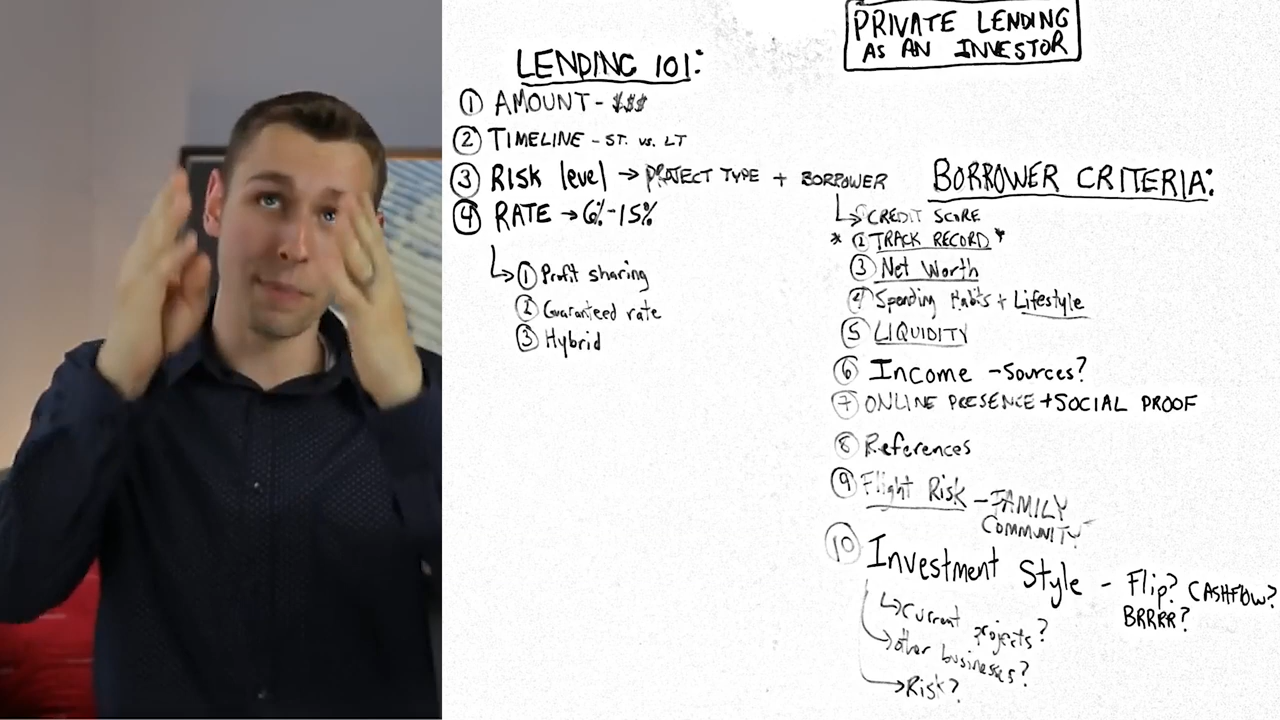 PRIVATE LENDING
AS AN INVESTOR
LENDING 101:
① AMOUNT - $$$
② TIMELINE - ST. vs. LT
③ RISK level → PROJECT TYPE + BORROWER
④ RATE → 6%-15%
① Profit sharing
② Guaranteed rate
③ Hybrid
BORROWER CRITERIA:
CREDIT SCORE
* ② TRACK RECORD *
③ Net Worth
④ Spending Habits + Lifestyle
⑤ LIQUIDITY
⑥ Income - Sources?
⑦ ONLINE PRESENCE + SOCIAL PROOF
⑧ References
⑨ Flight Risk - FAMILY
COMMUNITY
⑩ Investment Style - Flip? CASHFLOW?
BRRRR?
→ Current projects?
→ other businesses?
→ Risk?